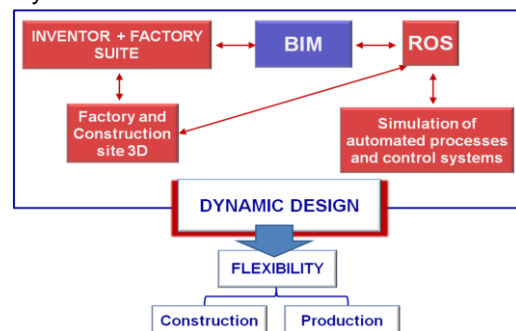 INVENTOR + FACTORY
SUITE
BIM
ROS
Factory and
Construction
site 3D
Simulation of
automated processes
and control systems
DYNAMIC DESIGN
FLEXIBILITY
Construction
Production